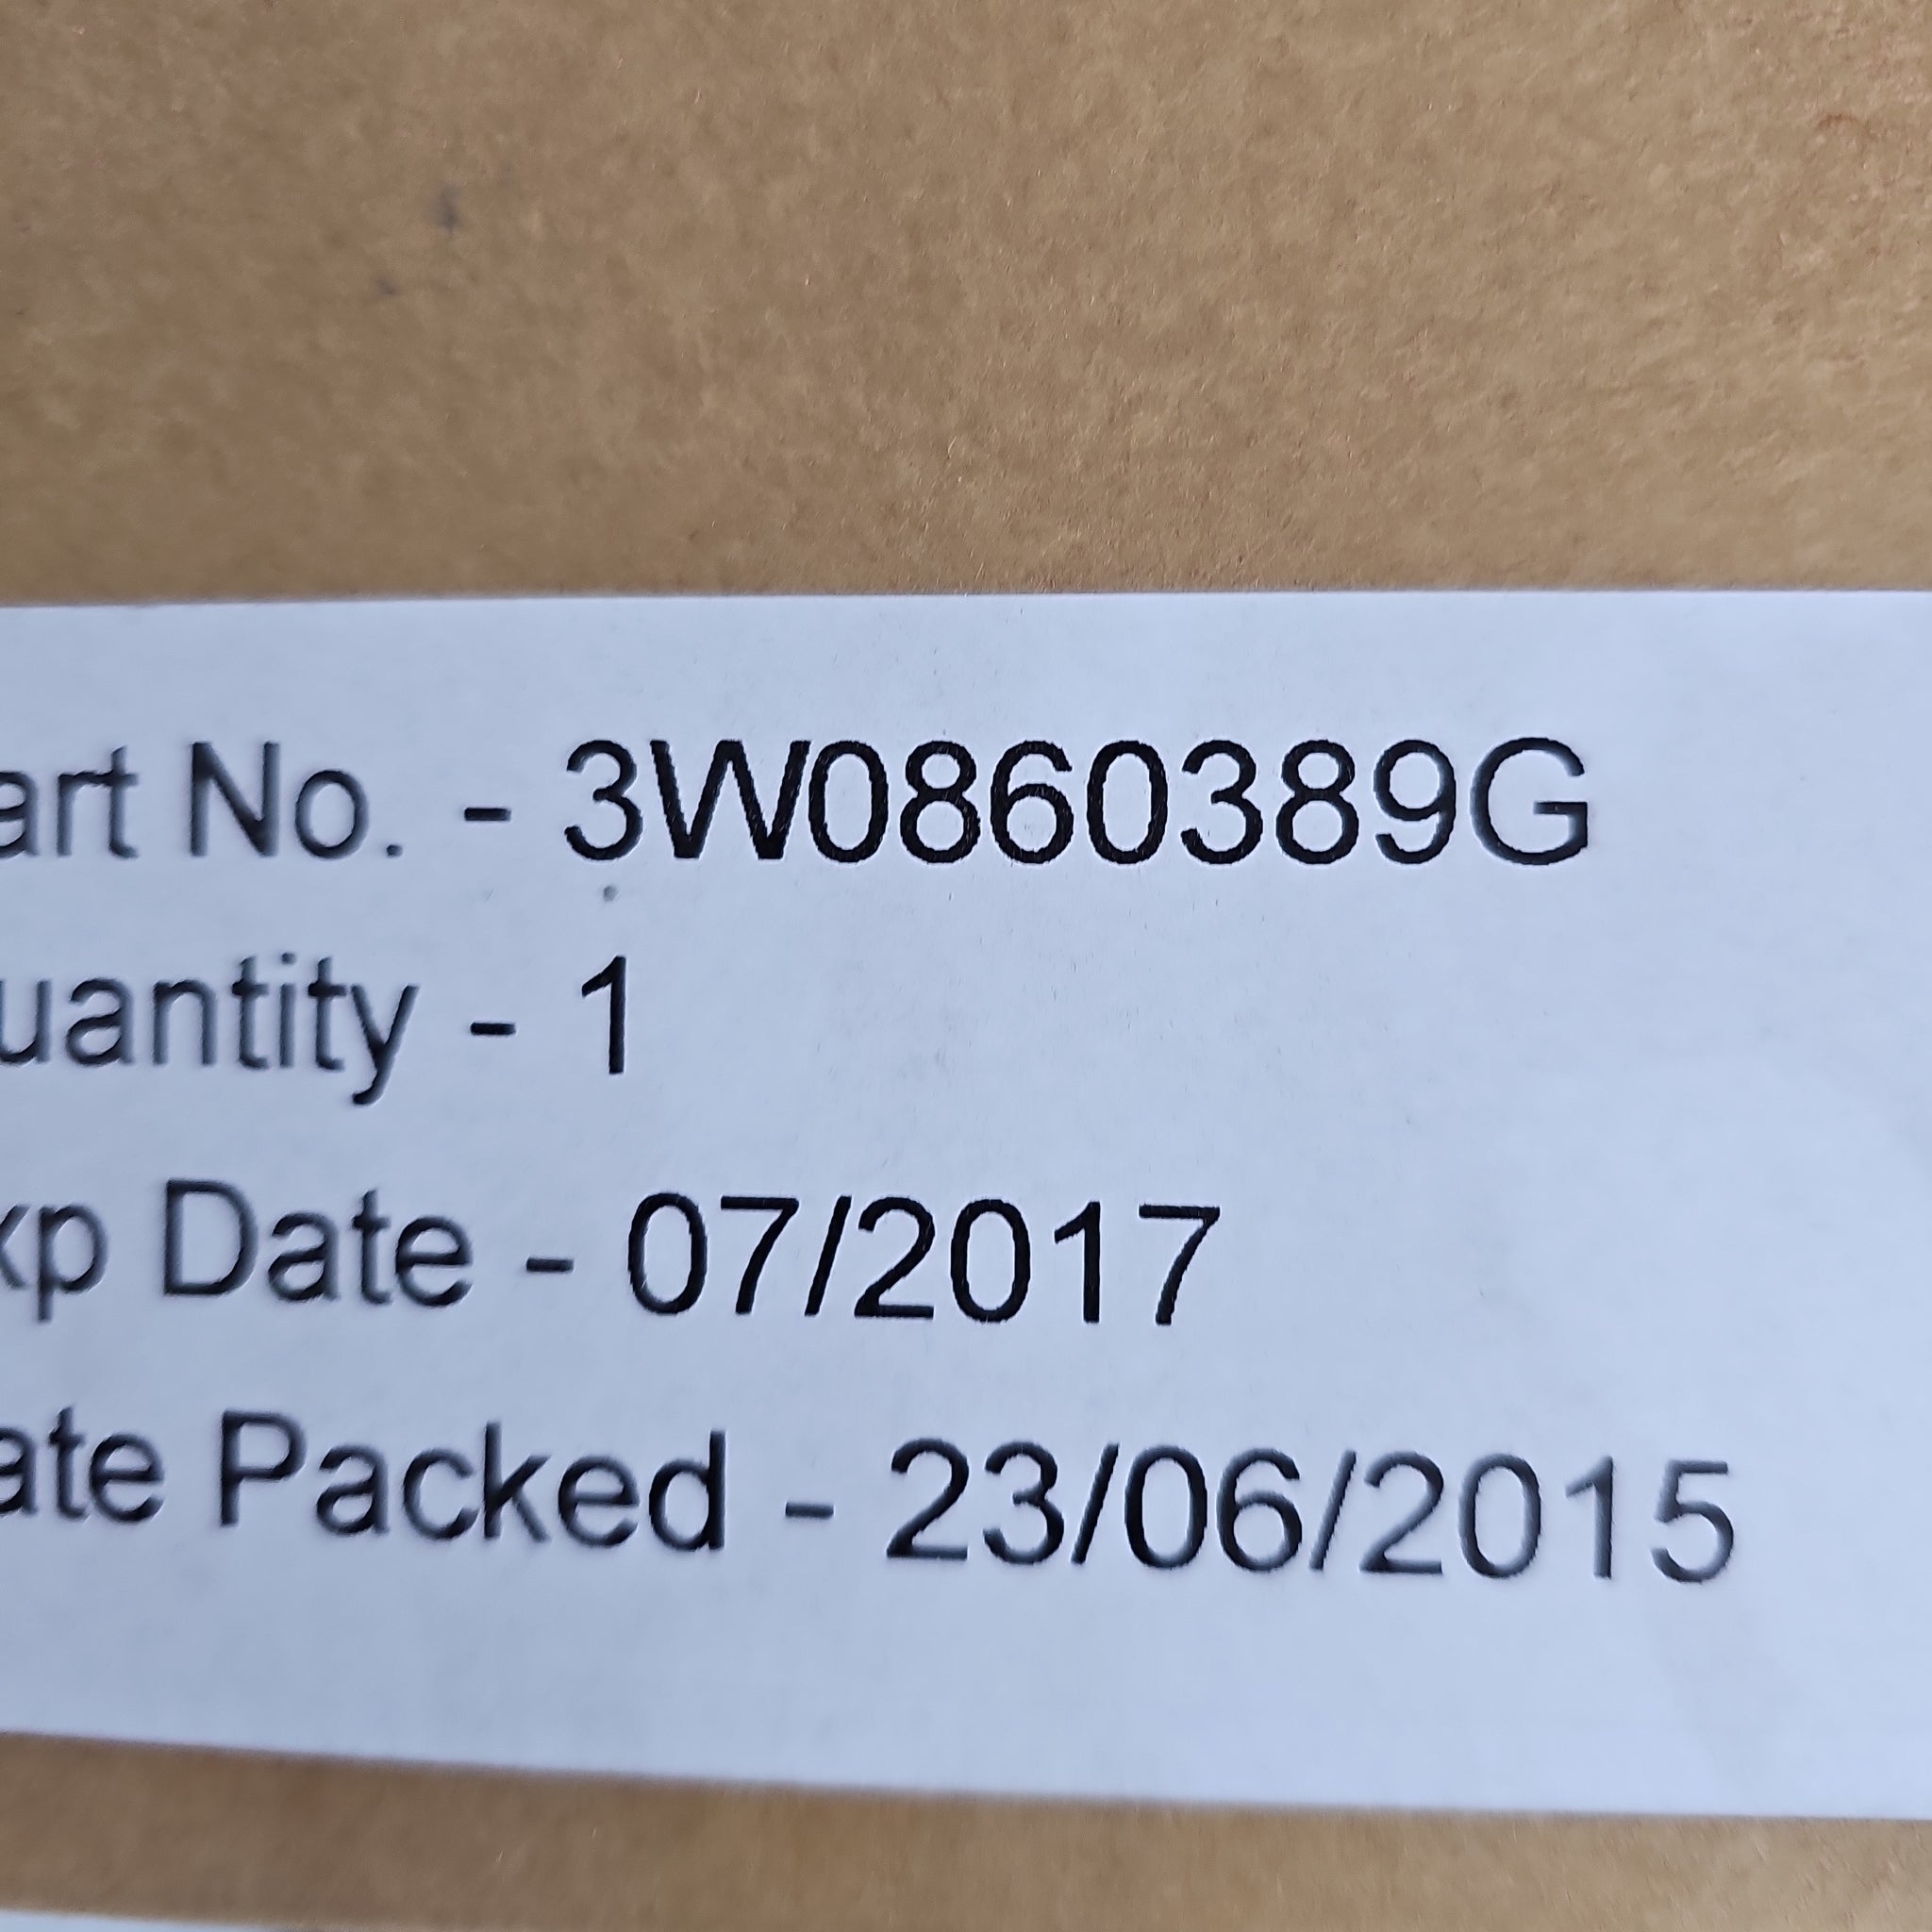 art No. - 3W0860389G
uantity - 1
xp Date - 07/2017
ate Packed - 23/06/2015